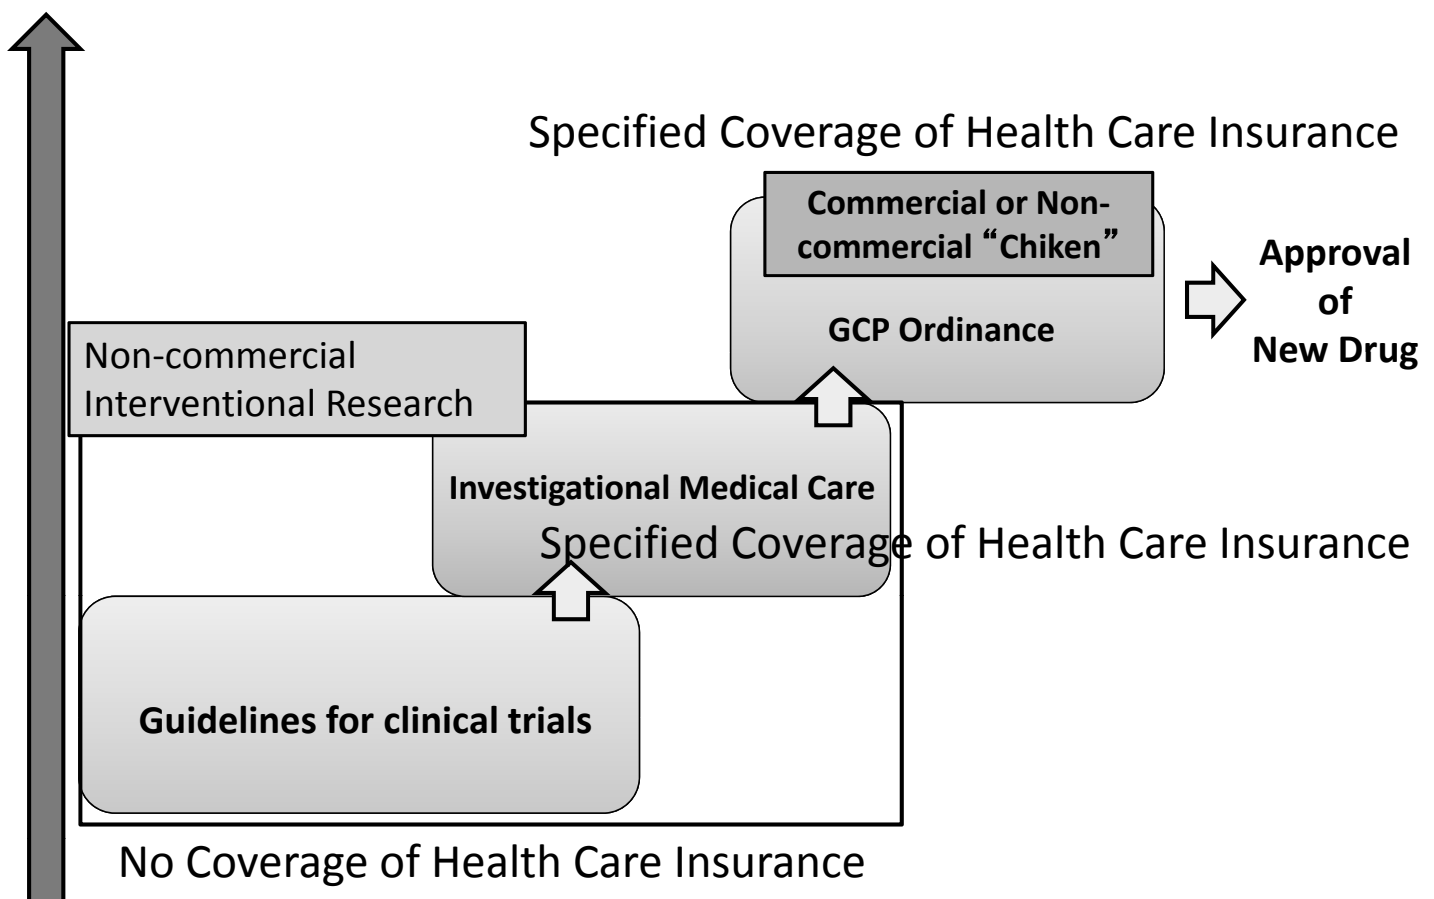 Specified Coverage of Health Care Insurance
Commercial or Non-
commercial “Chiken”
GCP Ordinance
Approval
of
New Drug
Non-commercial
Interventional Research
Investigational Medical Care
Specified Coverage of Health Care Insurance
Guidelines for clinical trials
No Coverage of Health Care Insurance